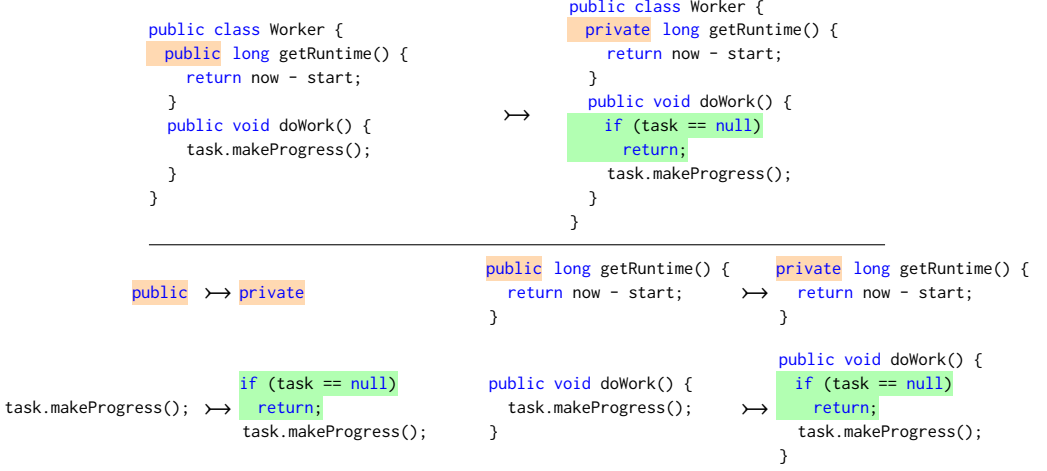 public class Worker {
  public long getRuntime() {
    return now - start;
  }
  public void doWork() {
    task.makeProgress();
  }
}
↣
public class Worker {
  private long getRuntime() {
    return now - start;
  }
  public void doWork() {
    if (task == null)
      return;
    task.makeProgress();
  }
}
public ↣ private
public long getRuntime() {
  return now - start;
}
↣
private long getRuntime() {
  return now - start;
}
task.makeProgress(); ↣
if (task == null)
  return;
task.makeProgress();
public void doWork() {
  task.makeProgress();
}
↣
public void doWork() {
  if (task == null)
    return;
  task.makeProgress();
}